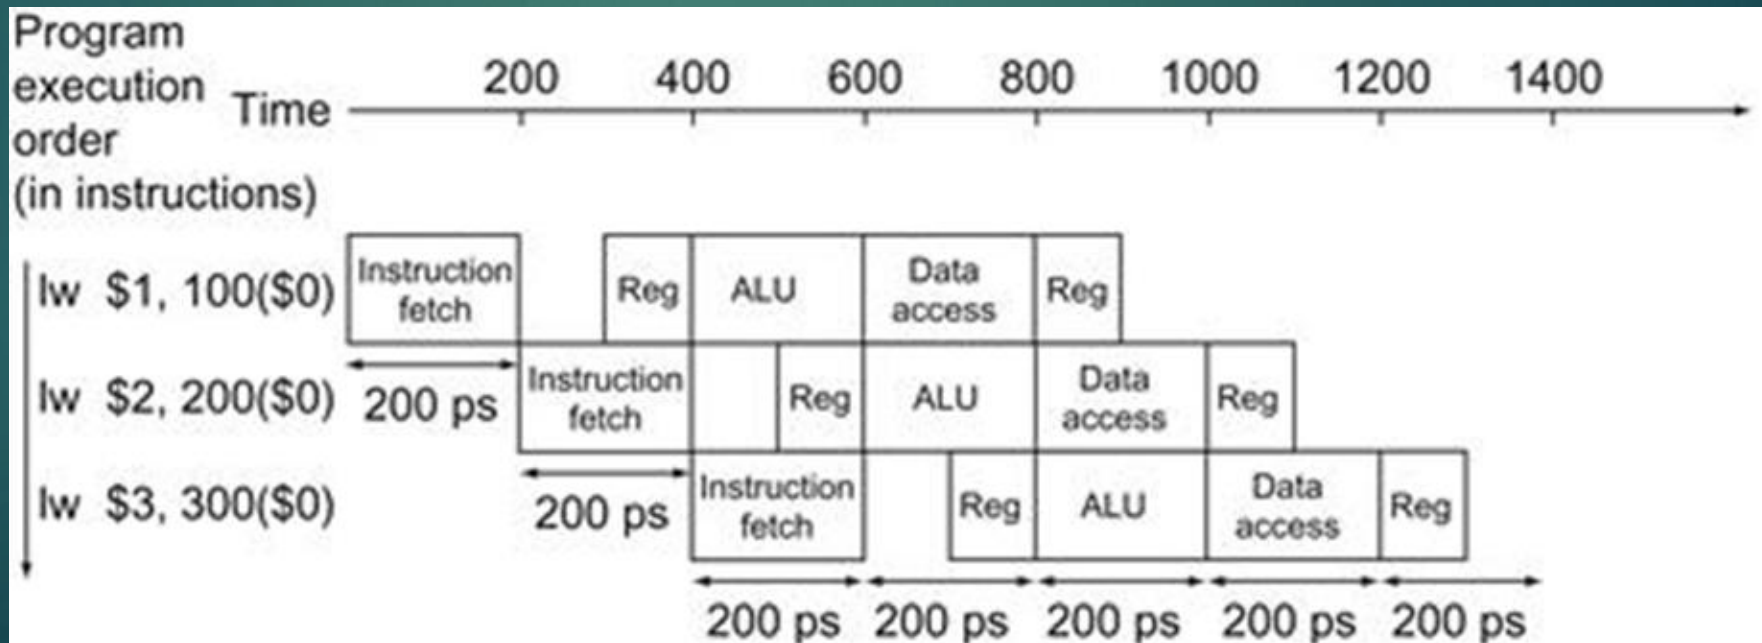 Program
execution
order
(in instructions)
Time
200 400 600 800 1000 1200 1400
lw $1, 100($0)
Instruction
fetch
Reg
ALU
Data
access
Reg
200 ps
lw $2, 200($0)
Instruction
fetch
Reg
ALU
Data
access
Reg
200 ps
lw $3, 300($0)
Instruction
fetch
Reg
ALU
Data
access
Reg
200 ps 200 ps 200 ps 200 ps 200 ps